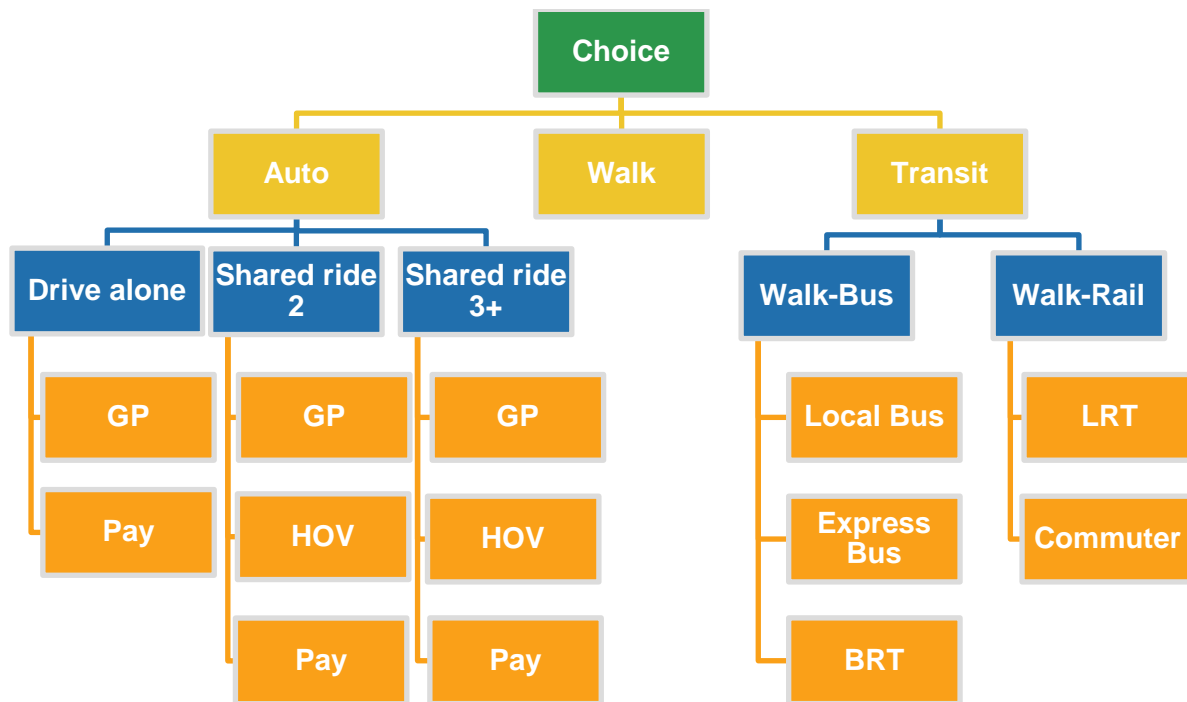 Choice
Auto
Walk
Transit
Drive alone
Shared ride
2
Shared ride
3+
Walk-Bus
Walk-Rail
GP
GP
GP
Local Bus
LRT
Pay
HOV
HOV
Express
Bus
Commuter
Pay
Pay
BRT